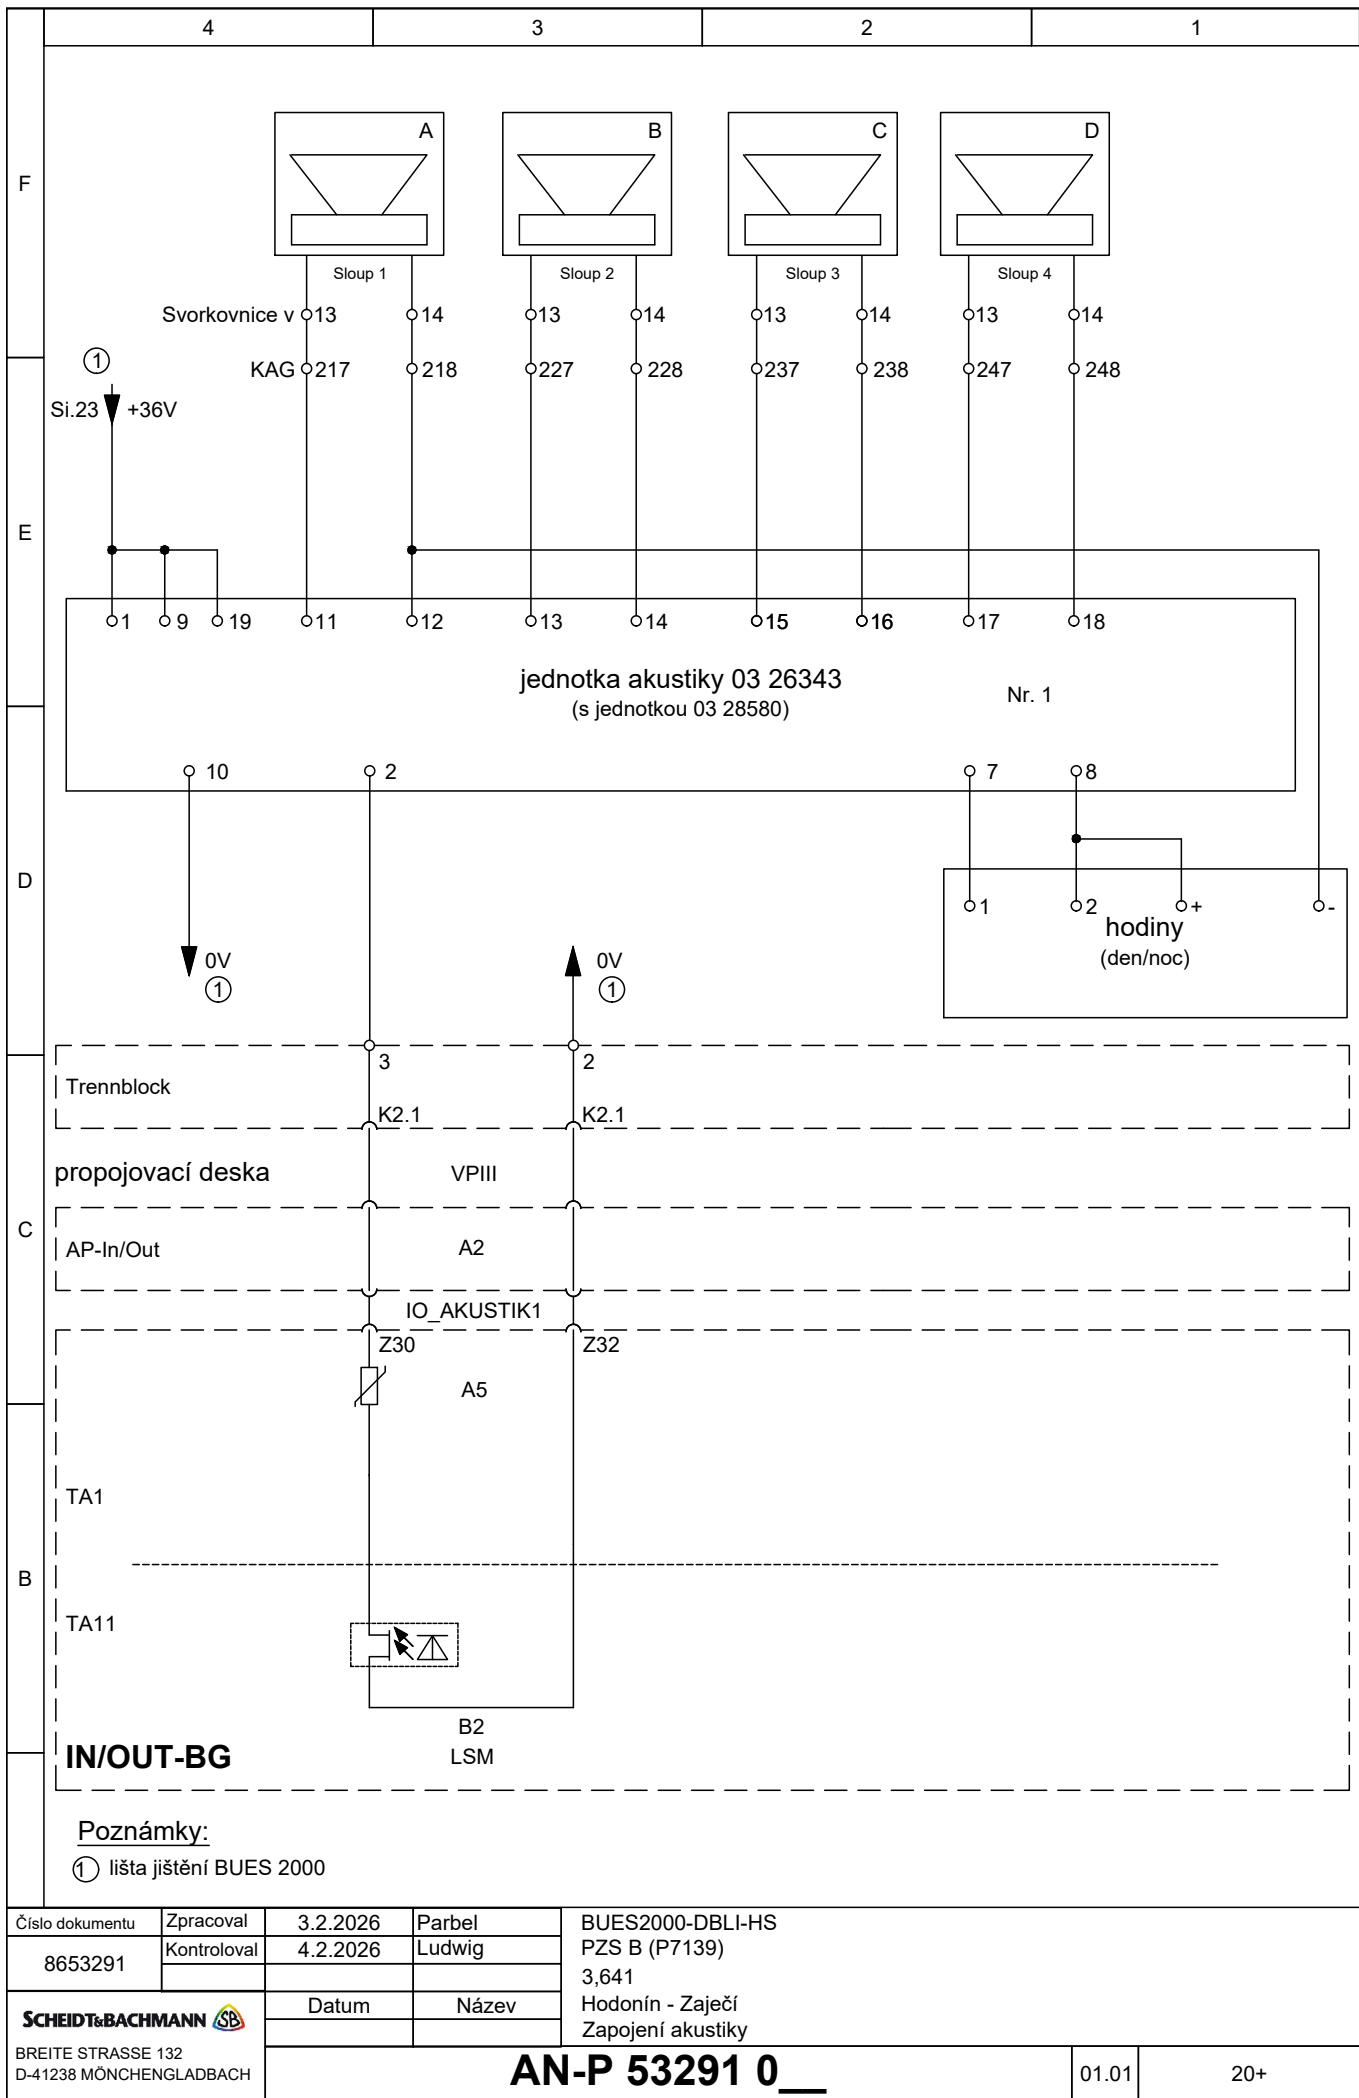 4 3 2 1
F
E
D
C
B
A B C D
Sloup 1 Sloup 2 Sloup 3 Sloup 4
Svorkovnice v 13 14 13 14 13 14 13 14
1
KAG 217 218 227 228 237 238 247 248
Si.23 +36V
1 9 19 11 12 13 14 15 16 17 18
jednotka akustiky 03 26343
(s jednotkou 03 28580)
Nr. 1
10 2 7 8
1 2 + -
hodiny
(den/noc)
0V 0V
1 1
3 2
Trennblock
K2.1 K2.1
propojovací deska VPIII
AP-In/Out A2
IO_AKUSTIK1
Z30 Z32
A5
TA1
TA11
B2
LSM
IN/OUT-BG
Poznámky:
1 lišta jištění BUES 2000
Číslo dokumentu Zpracoval 3.2.2026 Parbel
8653291 Kontroloval 4.2.2026 Ludwig
Datum Název
BUES2000-DBLI-HS
PZS B (P7139)
3,641
Hodonín - Zaječí
Zapojení akustiky
SCHEIDT&BACHMANN SB
BREITE STRASSE 132
D-41238 MÖNCHENGLADBACH
AN-P 53291 0__
01.01 20+